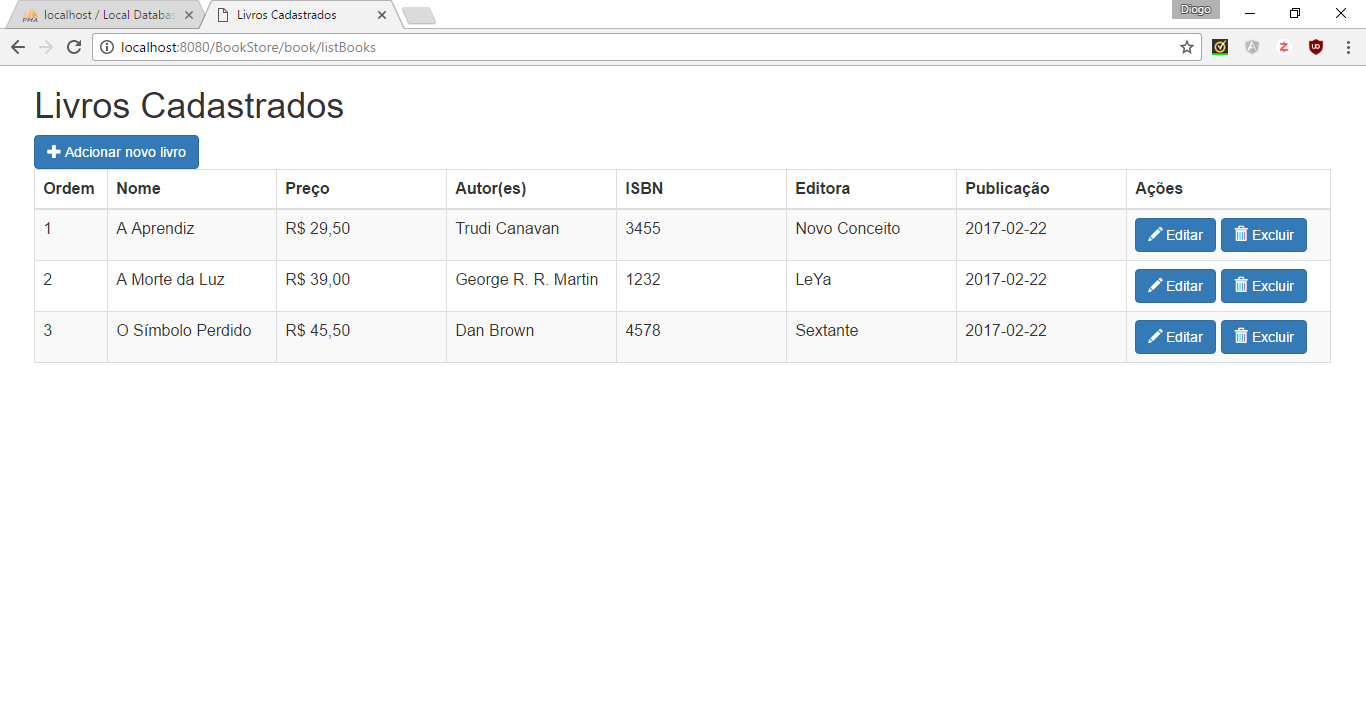 Diogo
PMA localhost / Local Databas Livros Cadastrados
localhost:8080/BookStore/book/listBooks
Livros Cadastrados
Adcionar novo livro
Ordem Nome Preço Autor(es) ISBN Editora Publicação Ações
1 A Aprendiz R$ 29,50 Trudi Canavan 3455 Novo Conceito 2017-02-22 Editar Excluir
2 A Morte da Luz R$ 39,00 George R. R. Martin 1232 LeYa 2017-02-22 Editar Excluir
3 O Símbolo Perdido R$ 45,50 Dan Brown 4578 Sextante 2017-02-22 Editar Excluir